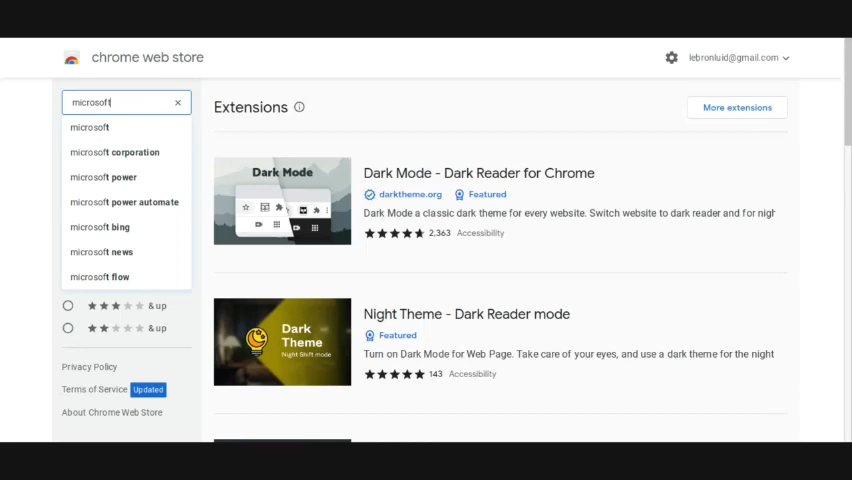 chrome web store
lebronluid@gmail.com
microsoft
microsoft
microsoft corporation
microsoft power
microsoft power automate
microsoft bing
microsoft news
microsoft flow
& up
& up
Privacy Policy
Terms of Service Updated
About Chrome Web Store
Extensions
More extensions
Dark Mode
Dark Mode - Dark Reader for Chrome
darktheme.org Featured
Dark Mode a classic dark theme for every website. Switch website to dark reader and for nigh
2,363 Accessibility
Dark
Theme
Night Shift mode
Night Theme - Dark Reader mode
Featured
Turn on Dark Mode for Web Page. Take care of your eyes, and use a dark theme for the night
143 Accessibility